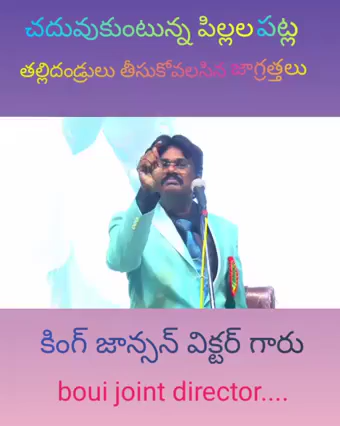 చదువుకుంటున్న పిల్లల పట్ల
తల్లిదండ్రులు తీసుకోవలసిన జాగ్రత్తలు
కింగ్ జాన్సన్ విక్టర్ గారు
boui joint director....